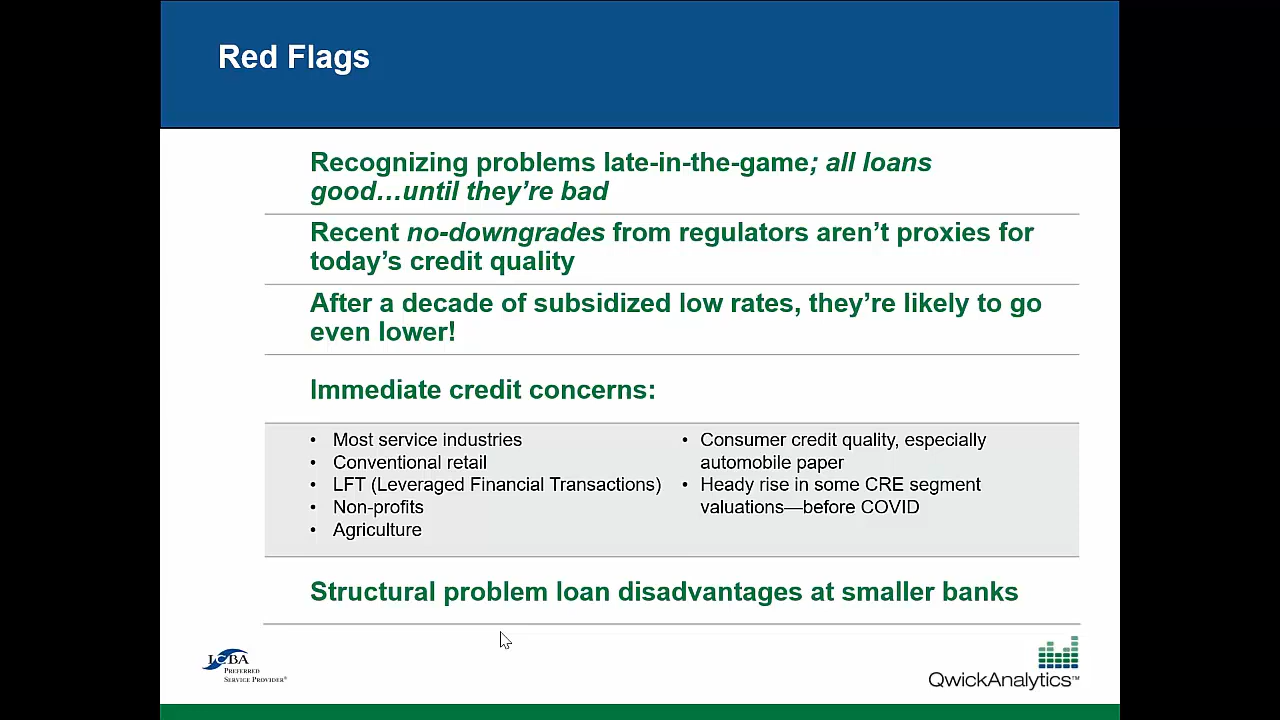 Red Flags
Recognizing problems late-in-the-game; all loans
good…until they’re bad
Recent no-downgrades from regulators aren’t proxies for
today’s credit quality
After a decade of subsidized low rates, they’re likely to go
even lower!
Immediate credit concerns:
• Most service industries
• Conventional retail
• LFT (Leveraged Financial Transactions)
• Non-profits
• Agriculture
• Consumer credit quality, especially
automobile paper
• Heady rise in some CRE segment
valuations—before COVID
Structural problem loan disadvantages at smaller banks
ICBA
PREFERRED
SERVICE PROVIDER®
QwickAnalytics™